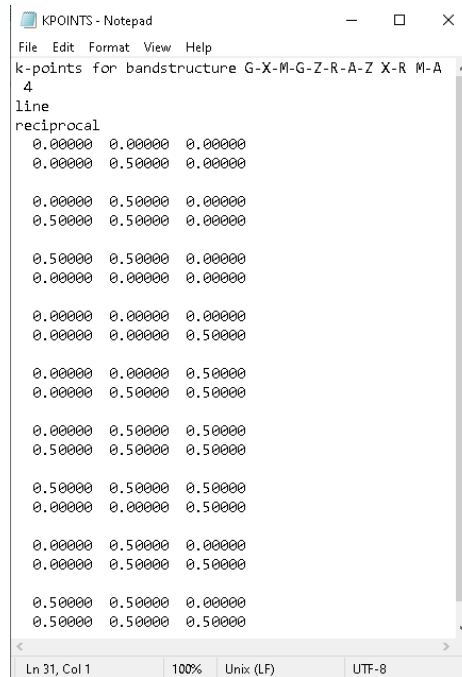 KPOINTS - Notepad
File Edit Format View Help
k-points for bandstructure G-X-M-G-Z-R-A-Z X-R M-A
4
line
reciprocal
0.00000 0.00000 0.00000
0.00000 0.50000 0.00000
0.00000 0.50000 0.00000
0.50000 0.50000 0.00000
0.50000 0.50000 0.00000
0.00000 0.00000 0.00000
0.00000 0.00000 0.00000
0.00000 0.00000 0.50000
0.00000 0.00000 0.50000
0.00000 0.50000 0.50000
0.00000 0.50000 0.50000
0.50000 0.50000 0.50000
0.50000 0.50000 0.50000
0.00000 0.00000 0.50000
0.00000 0.50000 0.00000
0.00000 0.50000 0.50000
0.50000 0.50000 0.00000
0.50000 0.50000 0.50000
Ln 31, Col 1 100% Unix (LF) UTF-8